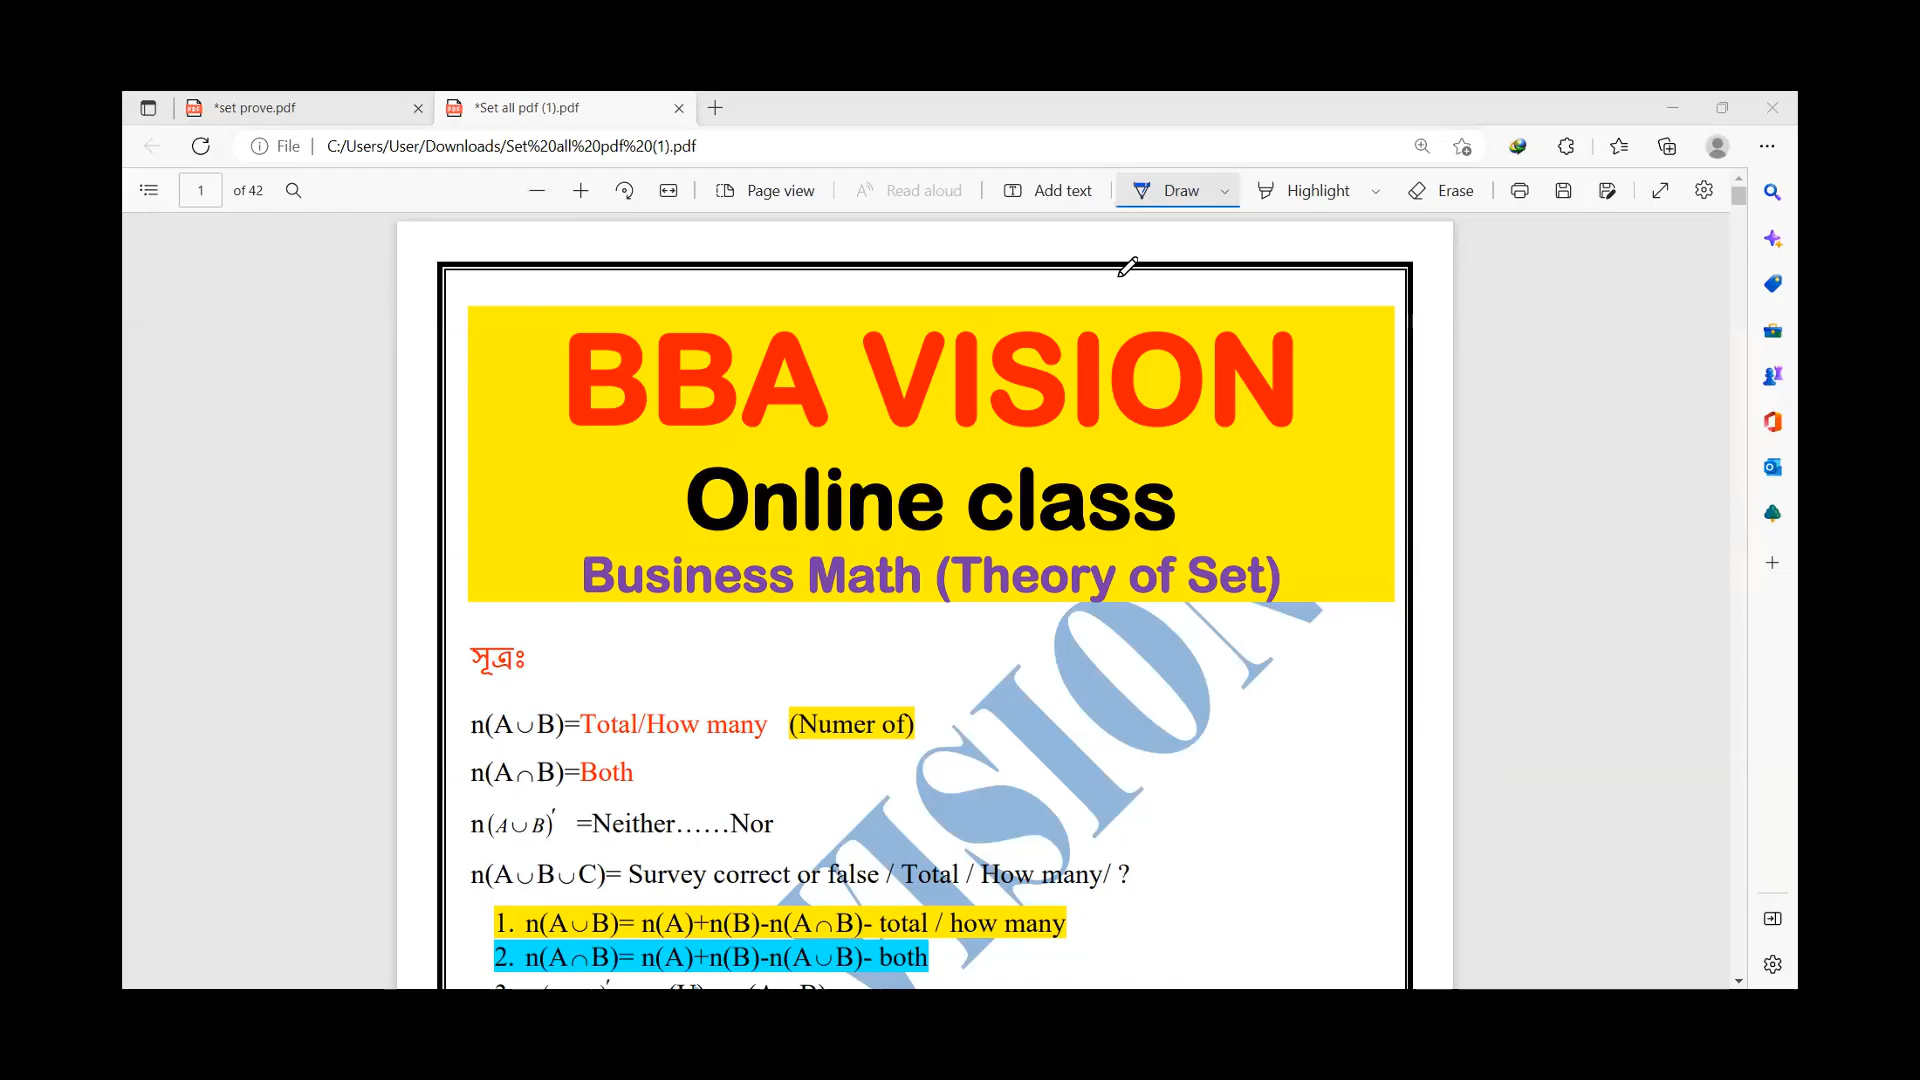 *set prove.pdf
*Set all pdf (1).pdf
File
C:/Users/User/Downloads/Set%20all%20pdf%20(1).pdf
1 of 42
Page view
Read aloud
Add text
Draw
Highlight
Erase
BBA VISION
Online class
Business Math (Theory of Set)
সূত্রঃ
n(A∪B)=Total/How many (Numer of)
n(A∩B)=Both
n(A∪B)′ =Neither……Nor
n(A∪B∪C)= Survey correct or false / Total / How many/ ?
1. n(A∪B)= n(A)+n(B)-n(A∩B)- total / how many
2. n(A∩B)= n(A)+n(B)-n(A∪B)- both
VISION